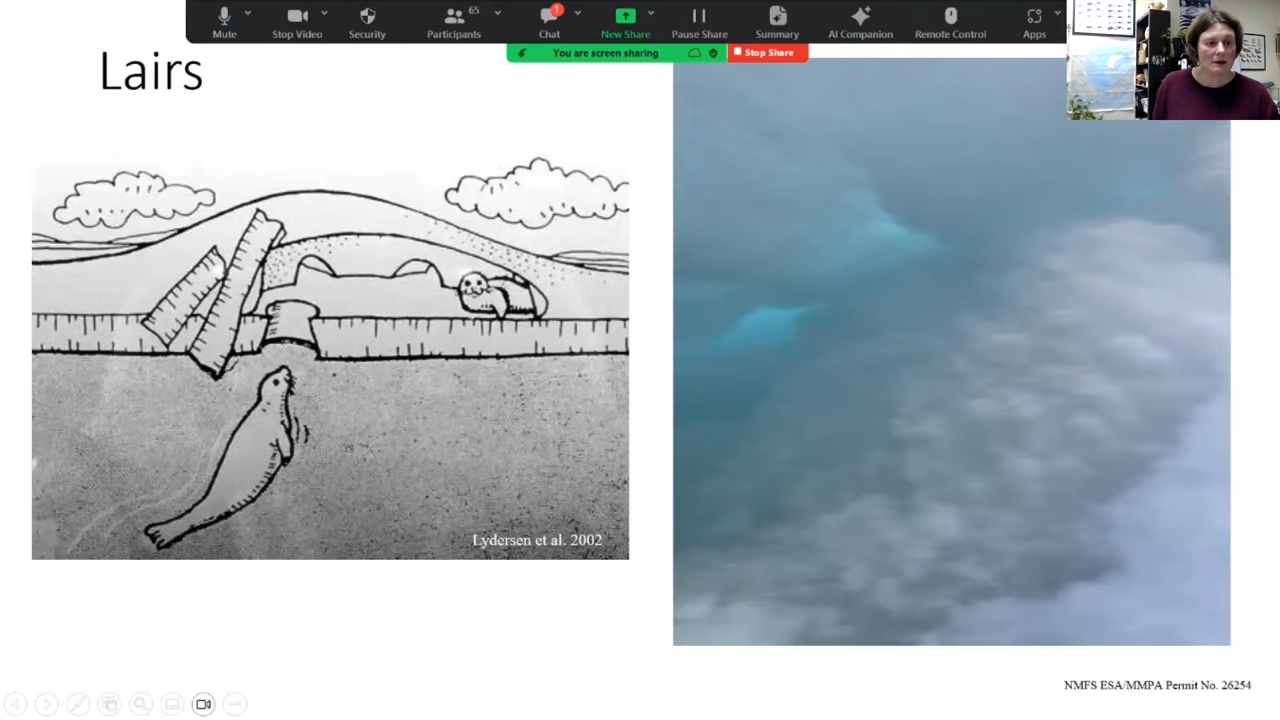 65
1
Mute
Stop Video
Security
Participants
Chat
New Share
Pause Share
Summary
AI Companion
Remote Control
Apps
You are screen sharing
Stop Share
Lairs
Lydersen et al. 2002
NMFS ESA/MMPA Permit No. 26254